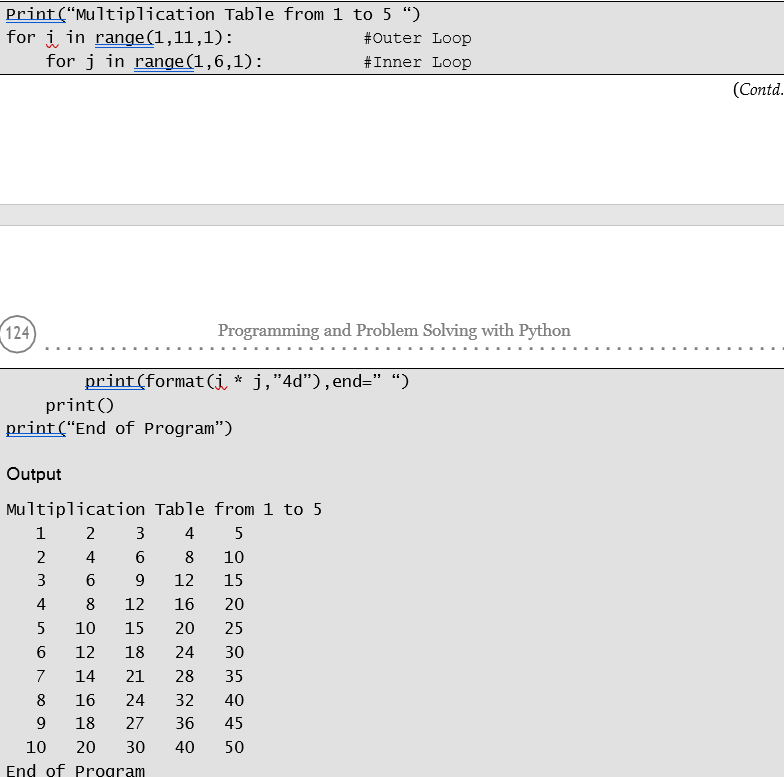 Print(“Multiplication Table from 1 to 5 “)
for i in range(1,11,1):             #Outer Loop
    for j in range(1,6,1):          #Inner Loop
(Contd.
124
Programming and Problem Solving with Python
        print(format(i * j,”4d”),end=” “)
    print()
print(“End of Program”)
Output
Multiplication Table from 1 to 5
   1    2    3    4    5
   2    4    6    8   10
   3    6    9   12   15
   4    8   12   16   20
   5   10   15   20   25
   6   12   18   24   30
   7   14   21   28   35
   8   16   24   32   40
   9   18   27   36   45
  10   20   30   40   50
End of Program